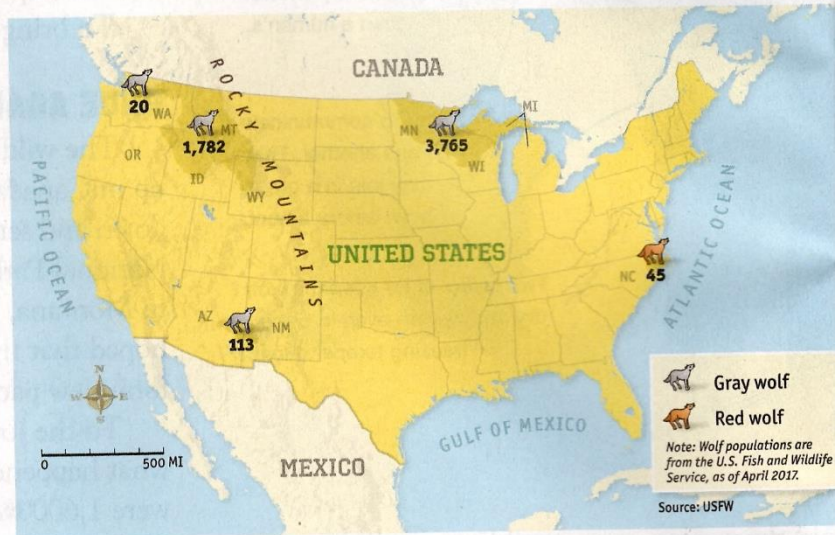 CANADA
ROCKY MOUNTAINS
20
WA
MT
1,782
OR
ID
WY
MN
3,765
WI
MI
PACIFIC OCEAN
UNITED STATES
ATLANTIC OCEAN
NC
45
AZ
NM
113
N
W E
S
0 500 MI
MEXICO
GULF OF MEXICO
Gray wolf
Red wolf
Note: Wolf populations are
from the U.S. Fish and Wildlife
Service, as of April 2017.
Source: USFW